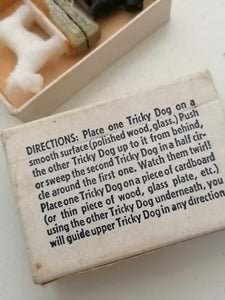 DIRECTIONS: Place one Tricky Dog on a
smooth surface (polished wood, glass.) Push
the other Tricky Dog up to it from behind,
or sweep the second Tricky Dog in a half cir-
cle around the first one. Watch them twirl!
Place one Tricky Dog on a piece of cardboard
(or thin piece of wood, glass plate, etc.)
using the other Tricky Dog underneath, you
will guide upper Tricky Dog in any direction